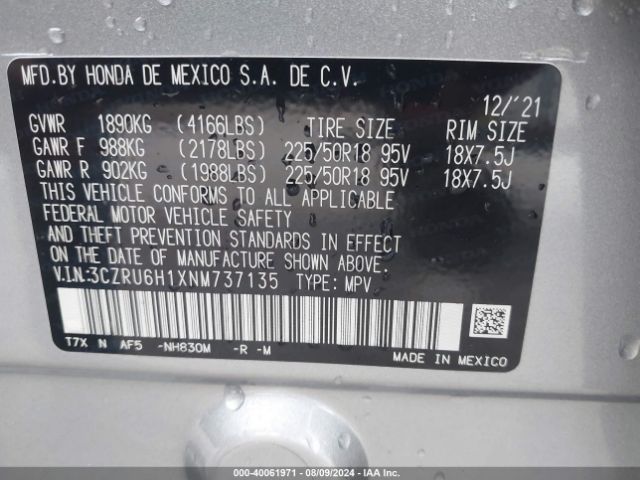 MFD.BY HONDA DE MEXICO S.A. DE C.V.
12/'21
GVWR 1890KG (4166LBS) TIRE SIZE RIM SIZE
GAWR F 988KG (2178LBS) 225/50R18 95V 18X7.5J
GAWR R 902KG (1988LBS) 225/50R18 95V 18X7.5J
THIS VEHICLE CONFORMS TO ALL APPLICABLE
FEDERAL MOTOR VEHICLE SAFETY
AND THEFT PREVENTION STANDARDS IN EFFECT
ON THE DATE OF MANUFACTURE SHOWN ABOVE.
V.I.N:3CZRU6H1XNM737135 TYPE: MPV
T7X N AF5 -NH830M -R -M
MADE IN MEXICO
000-40061971 - 08/09/2024 - IAA, Inc.